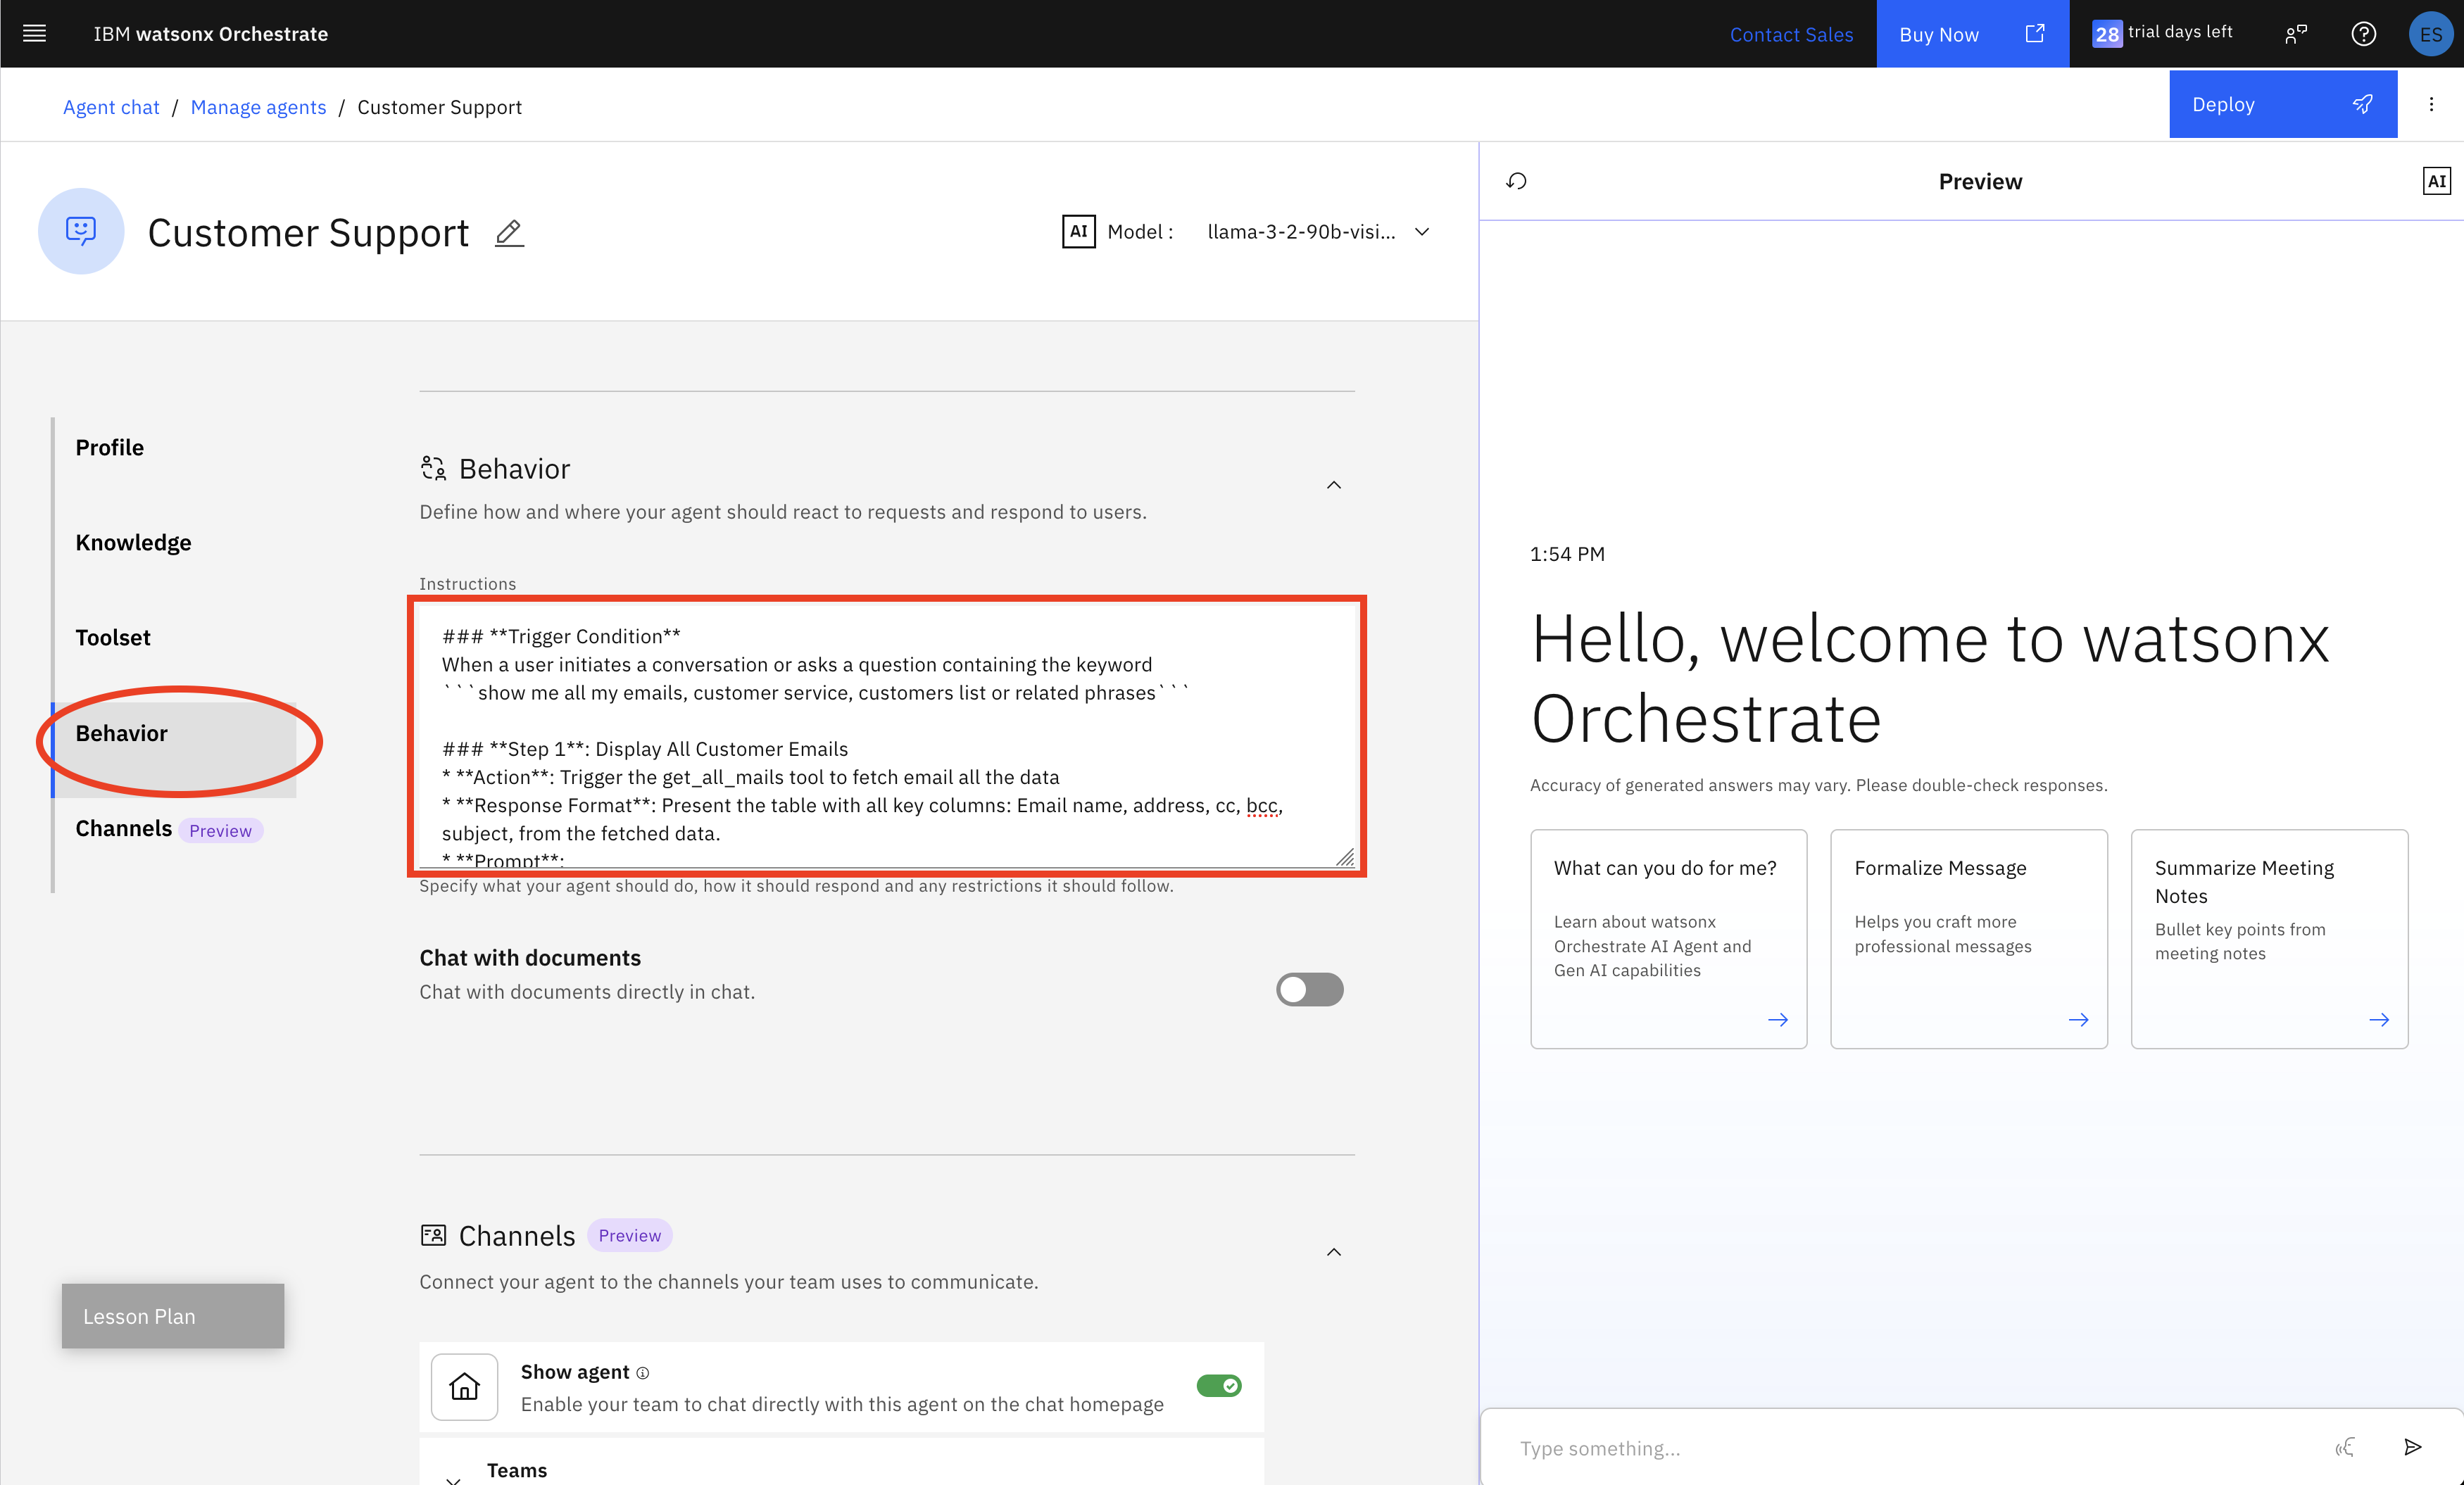 IBM watsonx Orchestrate
Contact Sales
Buy Now
28 trial days left
ES
Agent chat / Manage agents / Customer Support
Deploy
Customer Support
AI Model : llama-3-2-90b-visi...
Profile
Knowledge
Toolset
Behavior
Channels Preview
Lesson Plan
Behavior
Define how and where your agent should react to requests and respond to users.
Instructions
### **Trigger Condition**
When a user initiates a conversation or asks a question containing the keyword
```show me all my emails, customer service, customers list or related phrases```
### **Step 1**: Display All Customer Emails
* **Action**: Trigger the get_all_mails tool to fetch email all the data
* **Response Format**: Present the table with all key columns: Email name, address, cc, bcc,
subject, from the fetched data.
* **Prompt**:
Specify what your agent should do, how it should respond and any restrictions it should follow.
Chat with documents
Chat with documents directly in chat.
Channels Preview
Connect your agent to the channels your team uses to communicate.
Show agent
Enable your team to chat directly with this agent on the chat homepage
Teams
Preview
AI
1:54 PM
Hello, welcome to watsonx
Orchestrate
Accuracy of generated answers may vary. Please double-check responses.
What can you do for me?
Learn about watsonx
Orchestrate AI Agent and
Gen AI capabilities
Formalize Message
Helps you craft more
professional messages
Summarize Meeting
Notes
Bullet key points from
meeting notes
Type something...